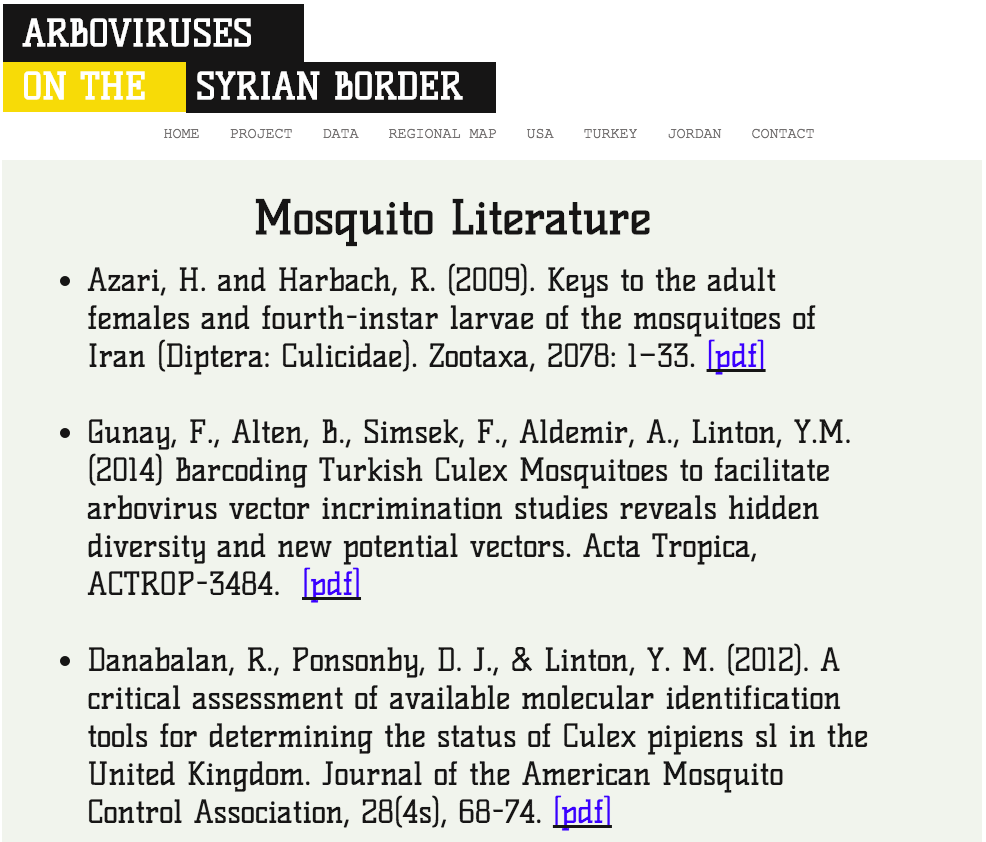 ARBOVIRUSES
ON THE SYRIAN BORDER
HOME PROJECT DATA REGIONAL MAP USA TURKEY JORDAN CONTACT
Mosquito Literature
• Azari, H. and Harbach, R. (2009). Keys to the adult
females and fourth-instar larvae of the mosquitoes of
Iran (Diptera: Culicidae). Zootaxa, 2078: 1–33. [pdf]
• Gunay, F., Alten, B., Simsek, F., Aldemir, A., Linton, Y.M.
(2014) Barcoding Turkish Culex Mosquitoes to facilitate
arbovirus vector incrimination studies reveals hidden
diversity and new potential vectors. Acta Tropica,
ACTROP-3484. [pdf]
• Danabalan, R., Ponsonby, D. J., & Linton, Y. M. (2012). A
critical assessment of available molecular identification
tools for determining the status of Culex pipiens sl in the
United Kingdom. Journal of the American Mosquito
Control Association, 28(4s), 68-74. [pdf]